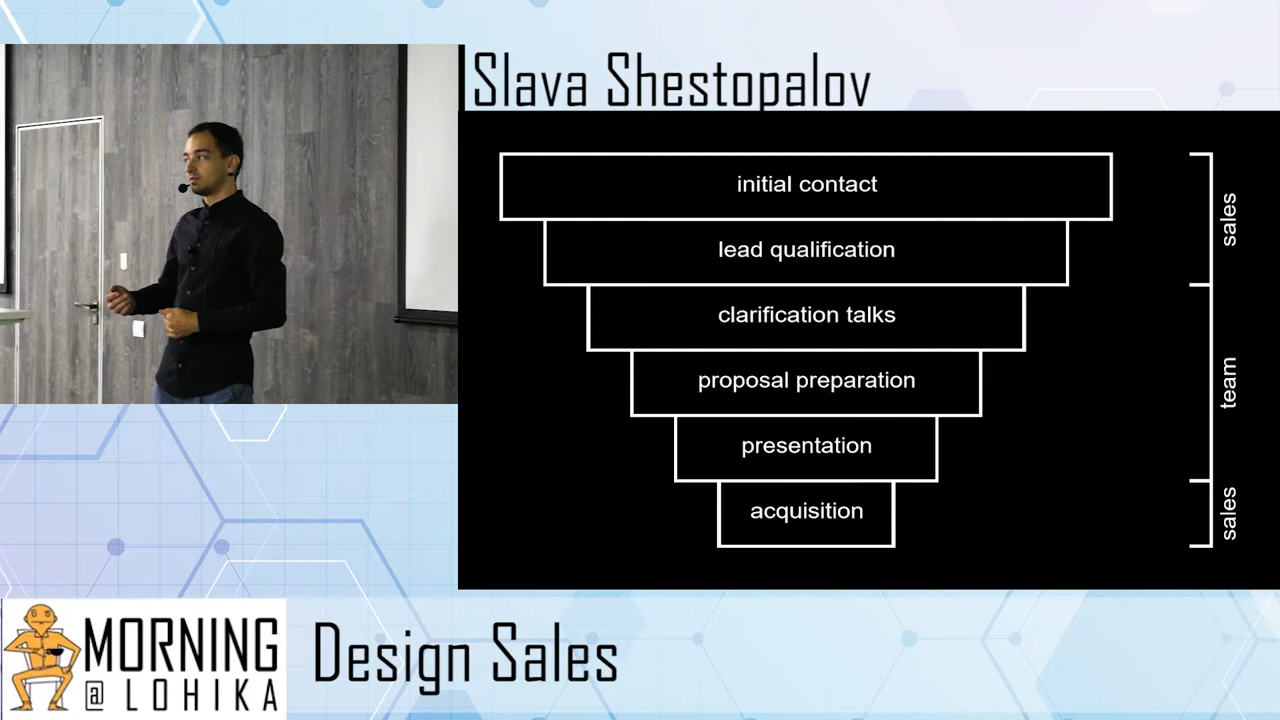 Slava Shestopalov
initial contact
lead qualification
clarification talks
proposal preparation
presentation
acquisition
sales
team
sales
MORNING
@ LOHIKA
Design Sales